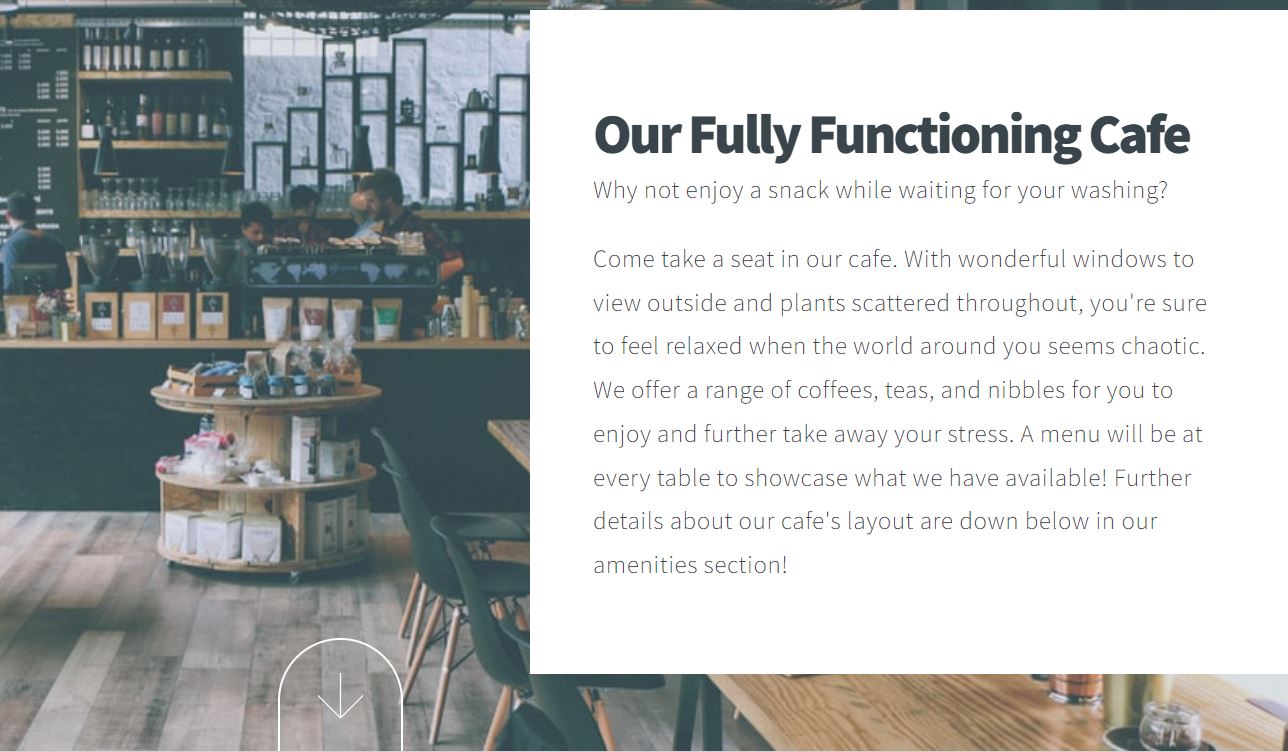 Our Fully Functioning Cafe
Why not enjoy a snack while waiting for your washing?
Come take a seat in our cafe. With wonderful windows to
view outside and plants scattered throughout, you're sure
to feel relaxed when the world around you seems chaotic.
We offer a range of coffees, teas, and nibbles for you to
enjoy and further take away your stress. A menu will be at
every table to showcase what we have available! Further
details about our cafe's layout are down below in our
amenities section!